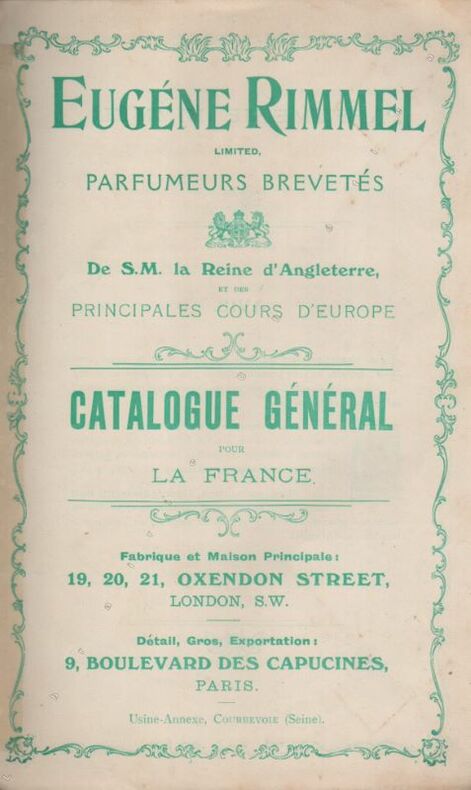 EUGÉNE RIMMEL
LIMITED,
PARFUMEURS BREVETÉS
De S.M. la Reine d'Angleterre,
ET DES
PRINCIPALES COURS D'EUROPE
CATALOGUE GÉNÉRAL
POUR
LA FRANCE.
Fabrique et Maison Principale:
19, 20, 21, OXENDON STREET,
LONDON, S.W.
Détail, Gros, Exportation:
9, BOULEVARD DES CAPUCINES,
PARIS.
Usine-Annexe, COURBEVOIE (Seine).